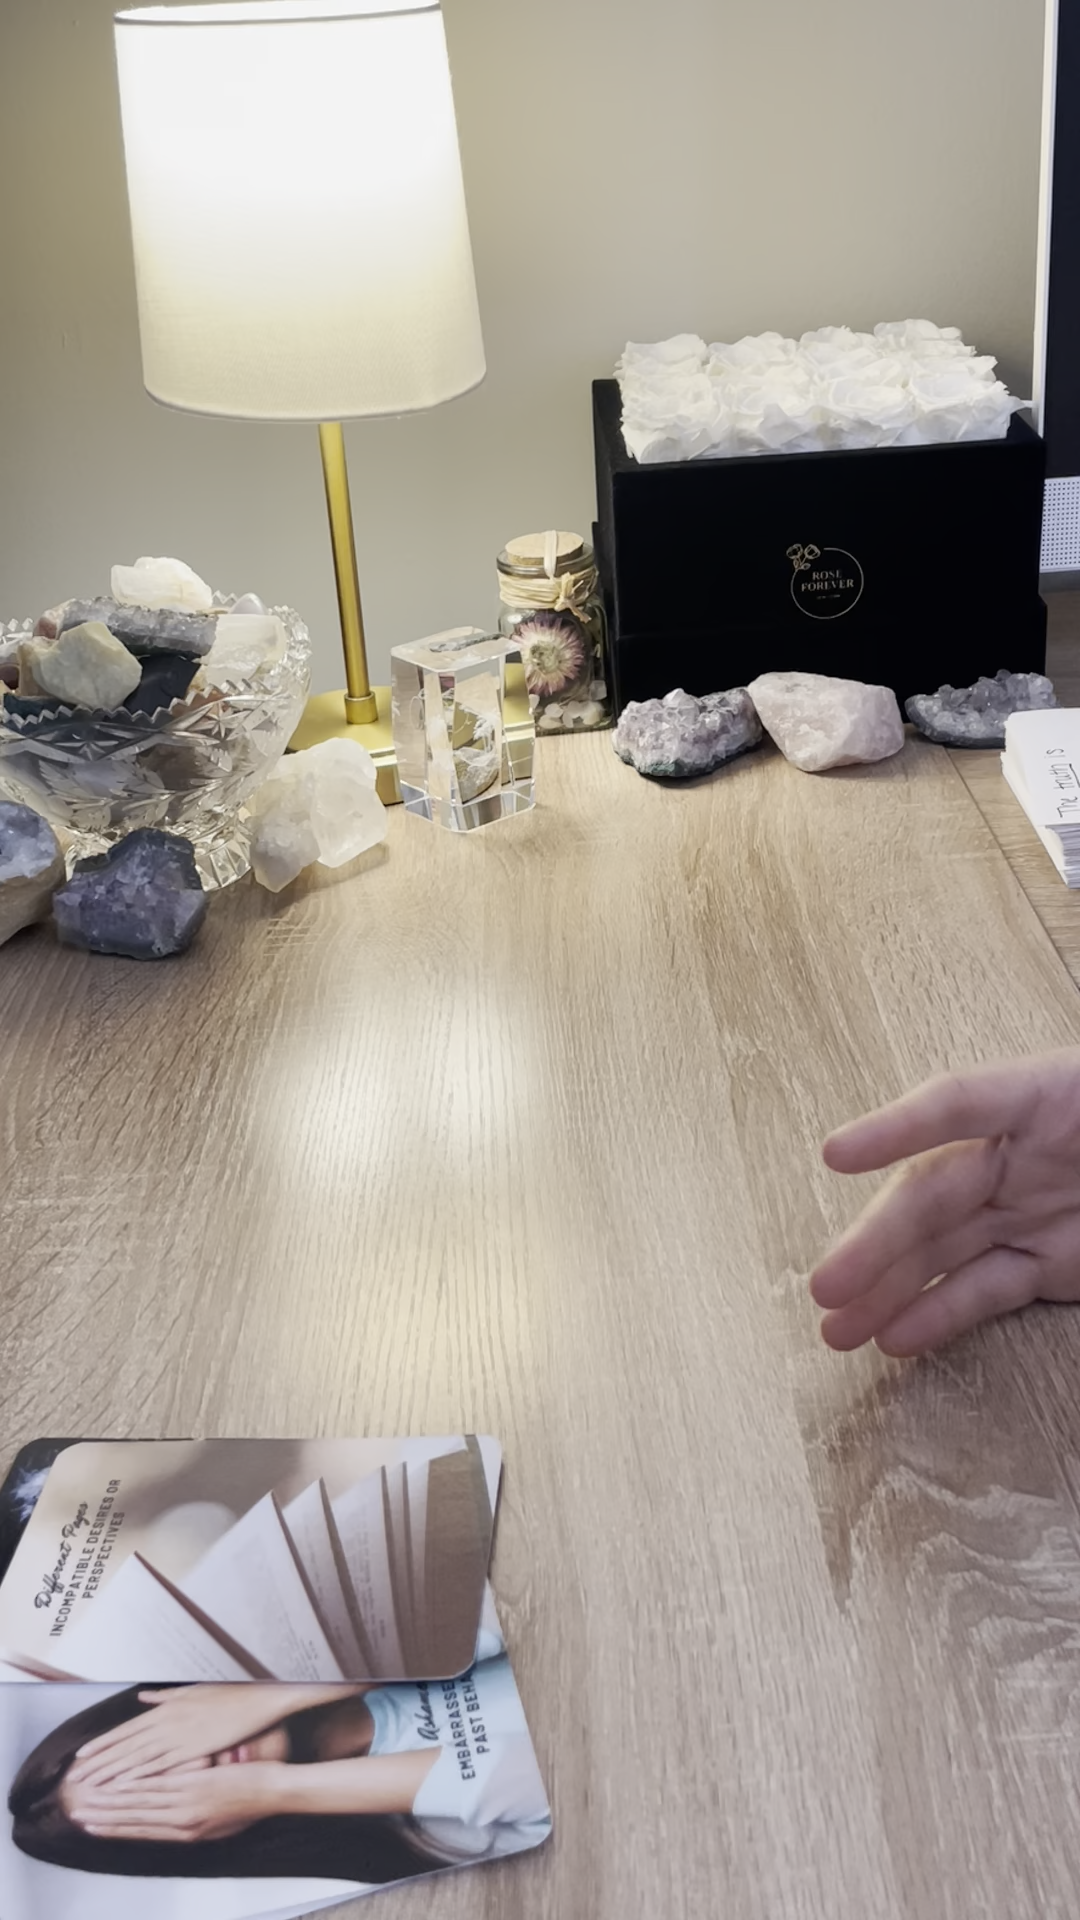 ROSE
FOREVER
The truth is
Different Pages
INCOMPATIBLE DESIRES OR
PERSPECTIVES
EMBARRASSE
PAST BEHA